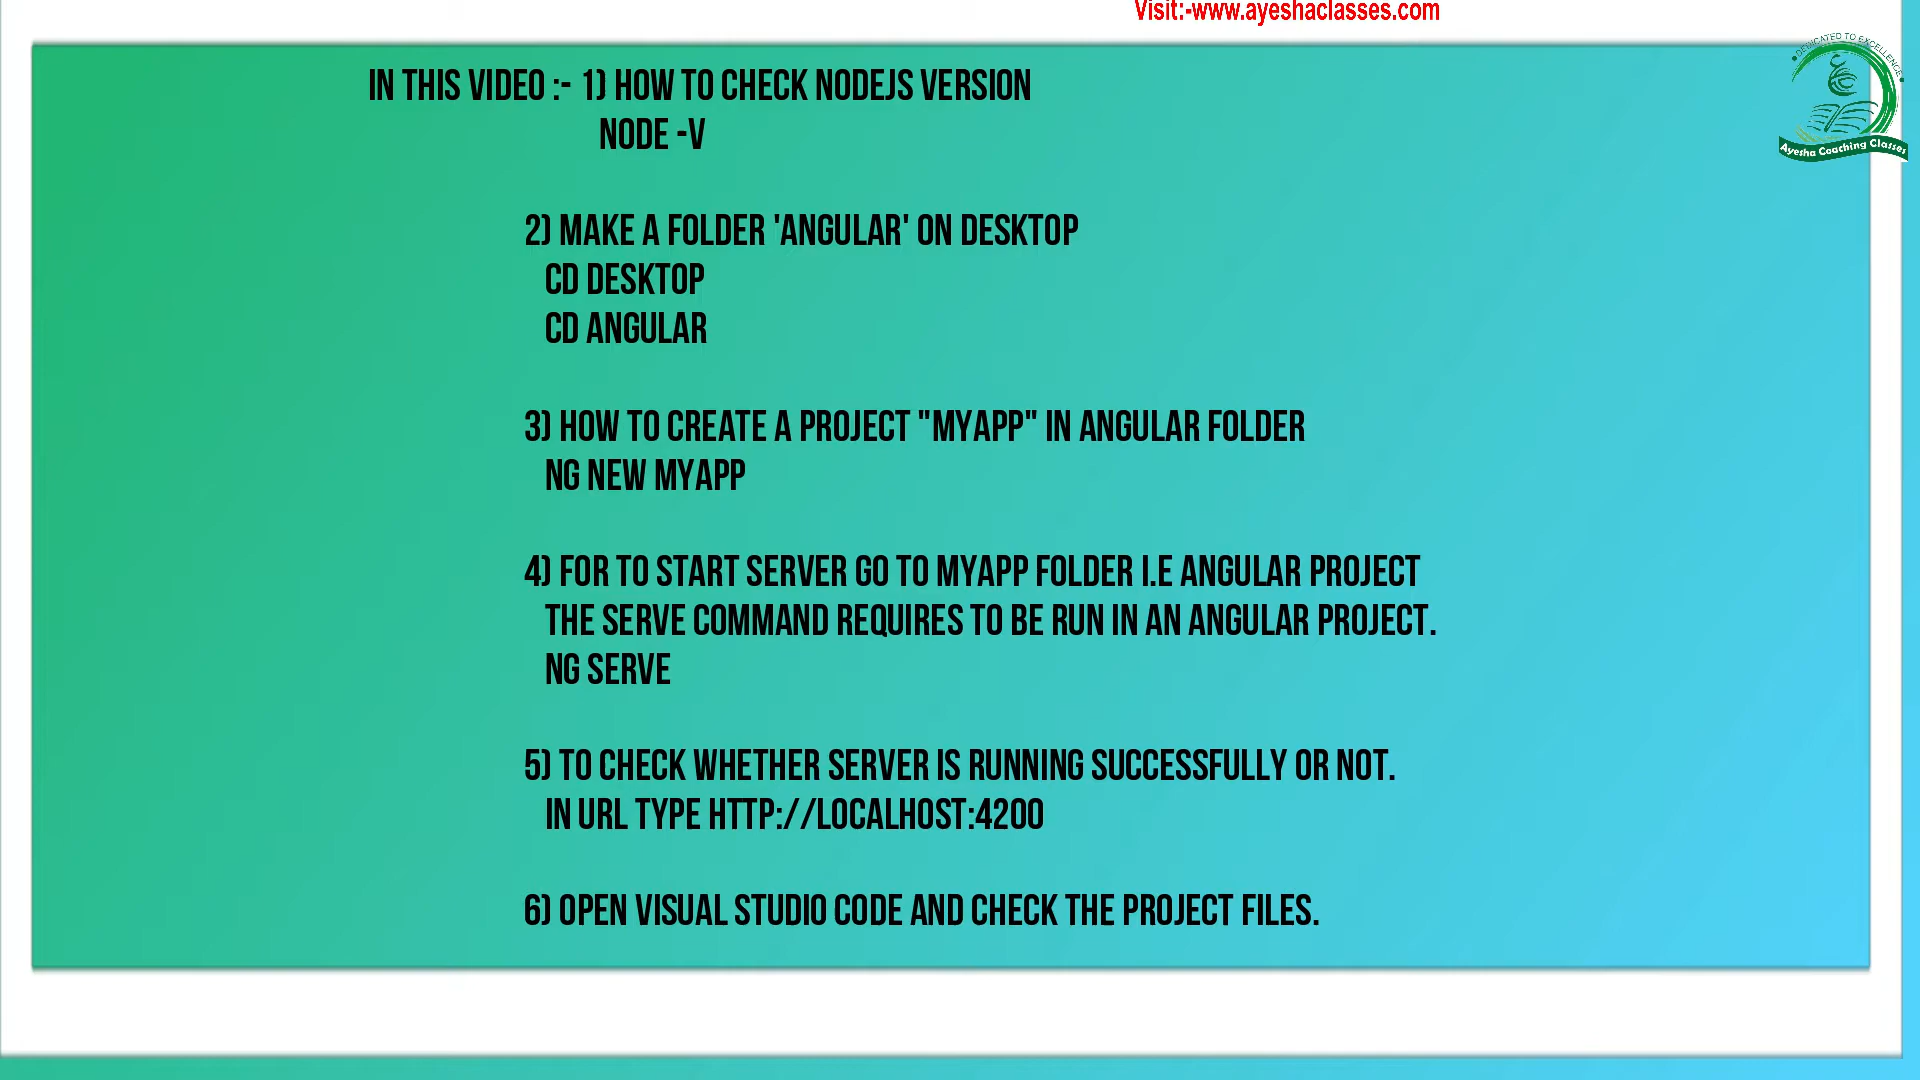 Visit:-www.ayeshaclasses.com
DEDICATED TO EXCELLENCE
Ayesha Coaching Classes
IN THIS VIDEO :- 1) HOW TO CHECK NODEJS VERSION
NODE -V
2) MAKE A FOLDER 'ANGULAR' ON DESKTOP
CD DESKTOP
CD ANGULAR
3) HOW TO CREATE A PROJECT "MYAPP" IN ANGULAR FOLDER
NG NEW MYAPP
4) FOR TO START SERVER GO TO MYAPP FOLDER I.E ANGULAR PROJECT
THE SERVE COMMAND REQUIRES TO BE RUN IN AN ANGULAR PROJECT.
NG SERVE
5) TO CHECK WHETHER SERVER IS RUNNING SUCCESSFULLY OR NOT.
IN URL TYPE HTTP://LOCALHOST:4200
6) OPEN VISUAL STUDIO CODE AND CHECK THE PROJECT FILES.